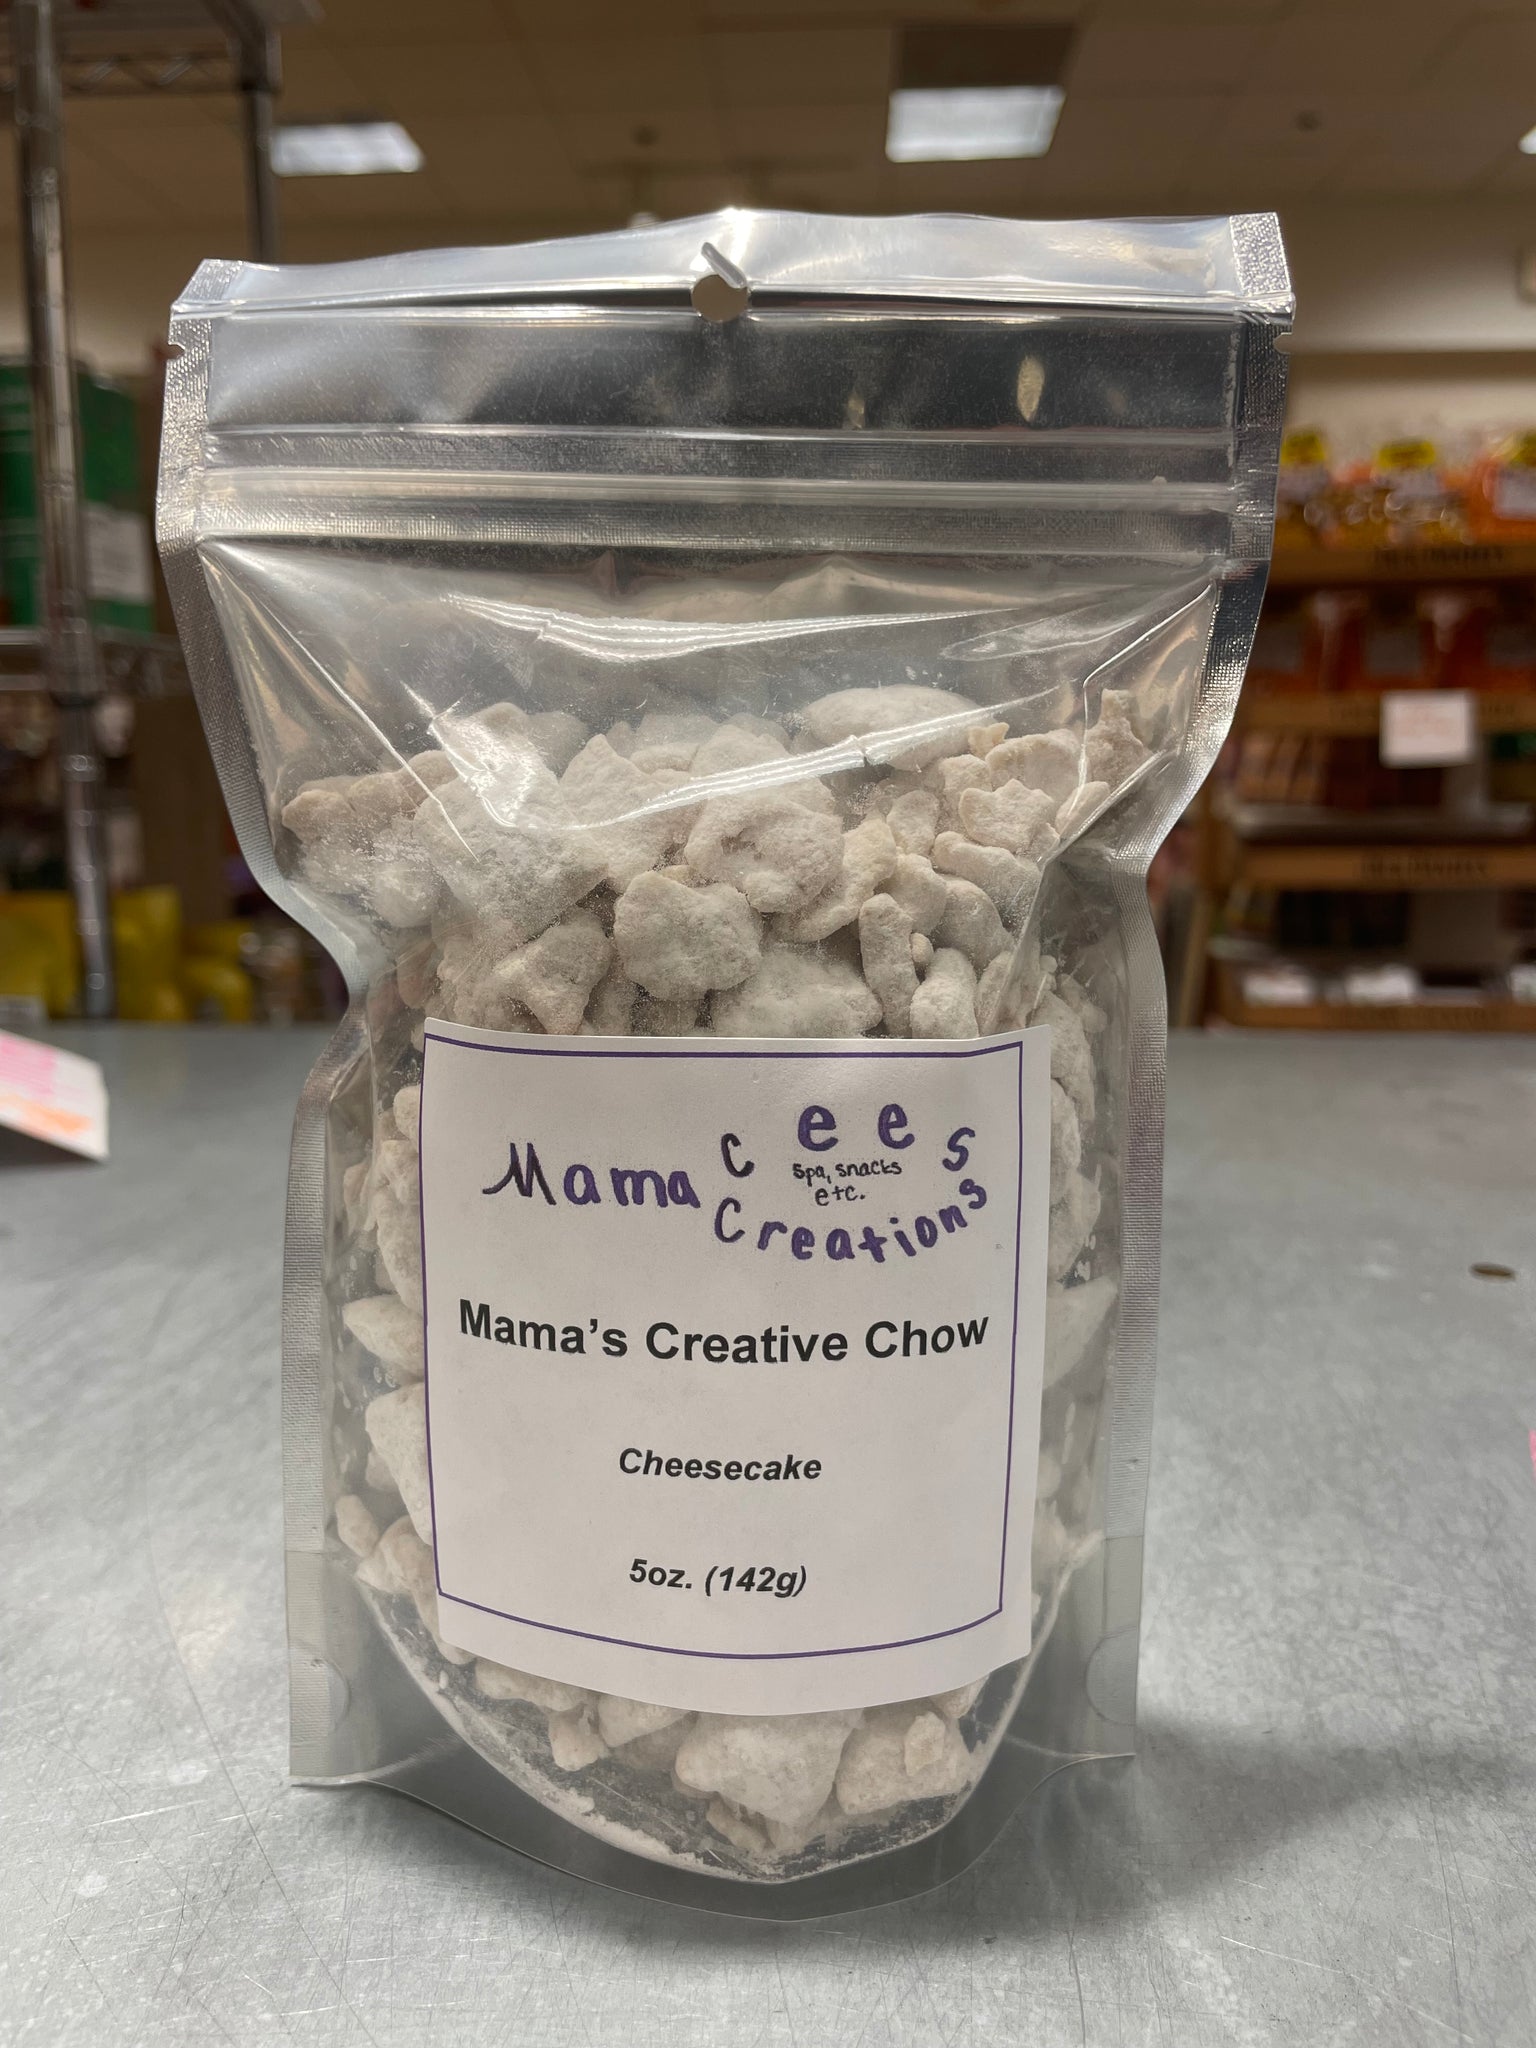 Mama Cees
spa, snacks
etc.
Creations
Mama's Creative Chow
Cheesecake
5oz. (142g)